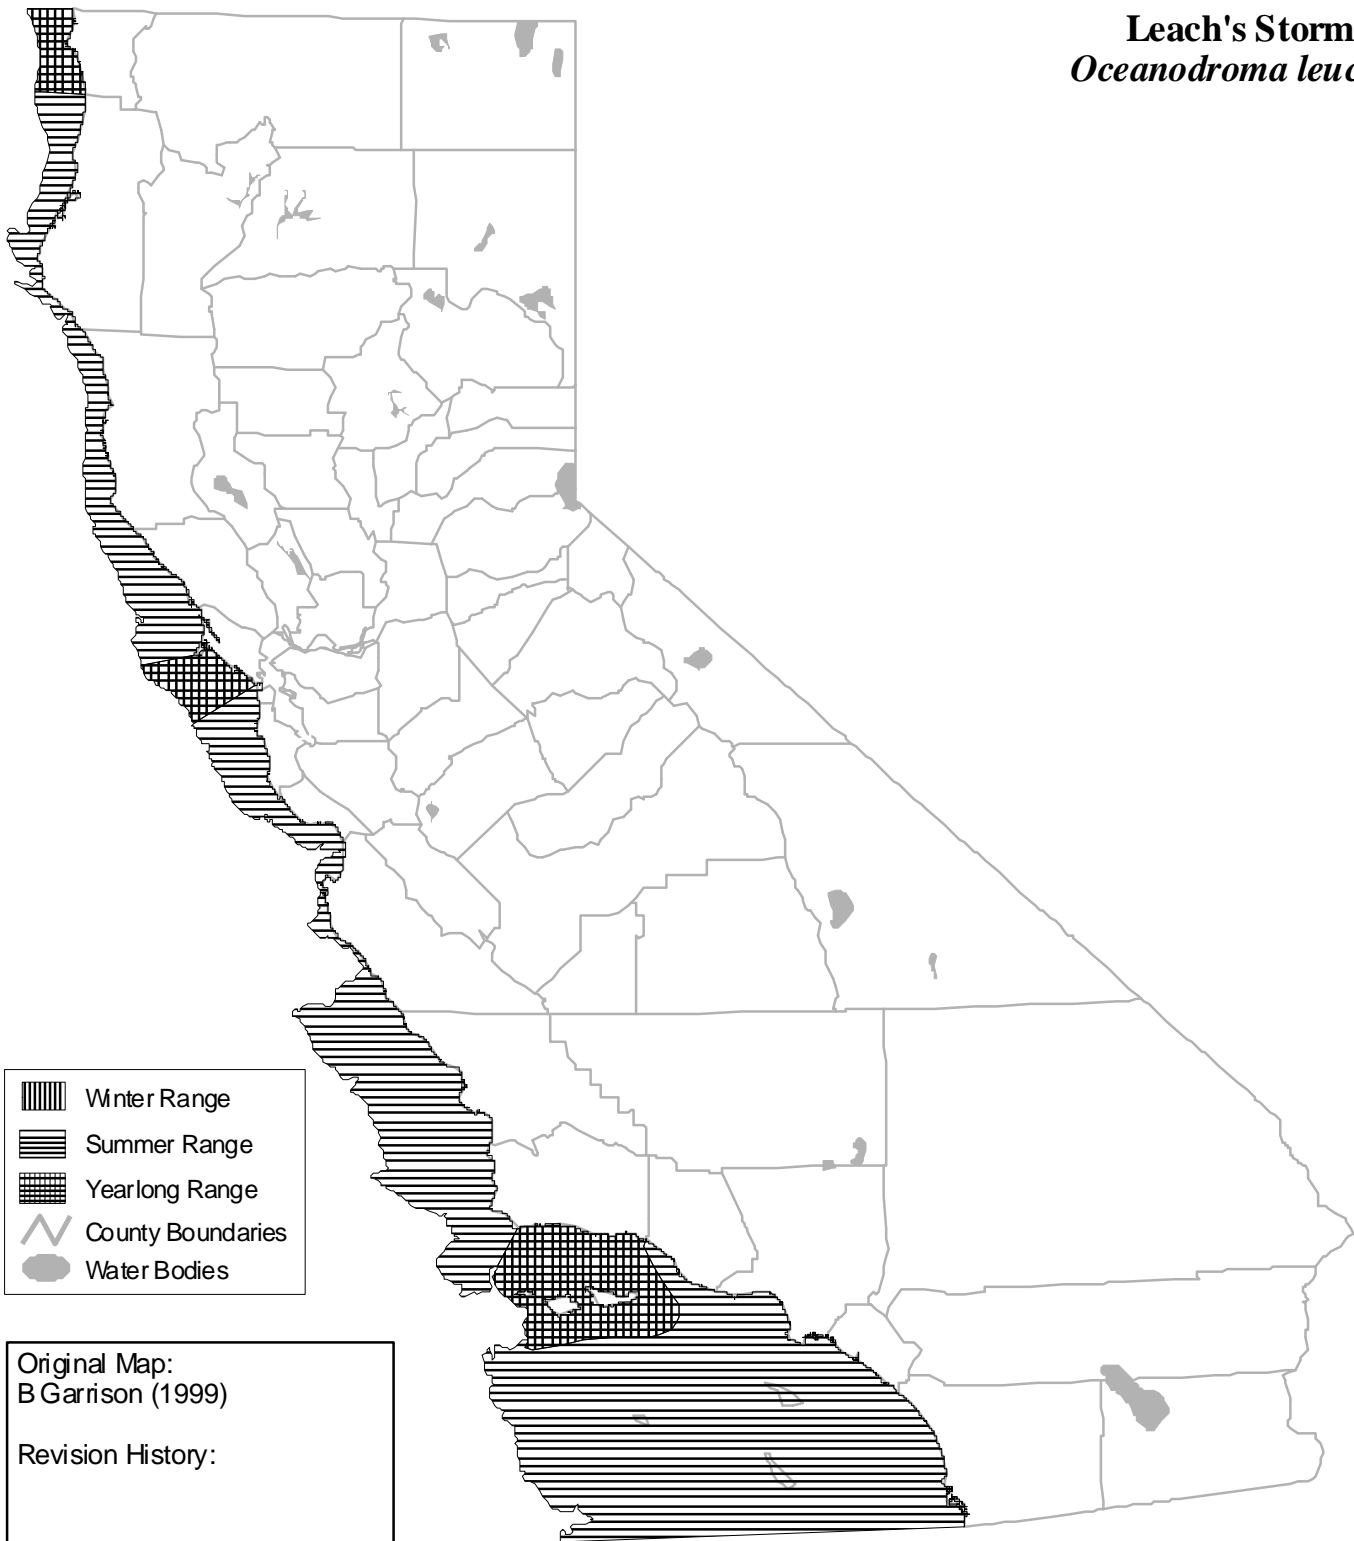 Leach's Storm
Oceanodroma leuc
Winter Range
Summer Range
Yearlong Range
County Boundaries
Water Bodies
Original Map:
B Garrison (1999)
Revision History: